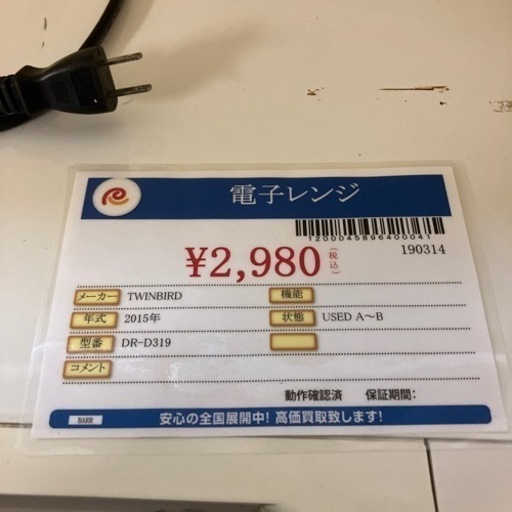 電子レンジ
1200045896400041
¥2,980(税込)
190314
メーカー TWINBIRD 機能
年式 2015年 状態 USED A〜B
型番 DR-D319
コメント
動作確認済 保証期間:
HARR 安心の全国展開中! 高価買取致します!